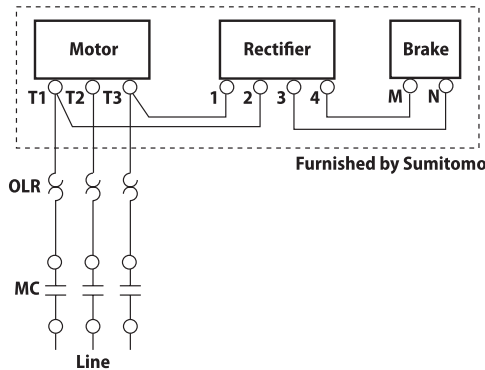 Motor Rectifier Brake
T1 T2 T3 1 2 3 4 M N
Furnished by Sumitomo
OLR
MC
Line